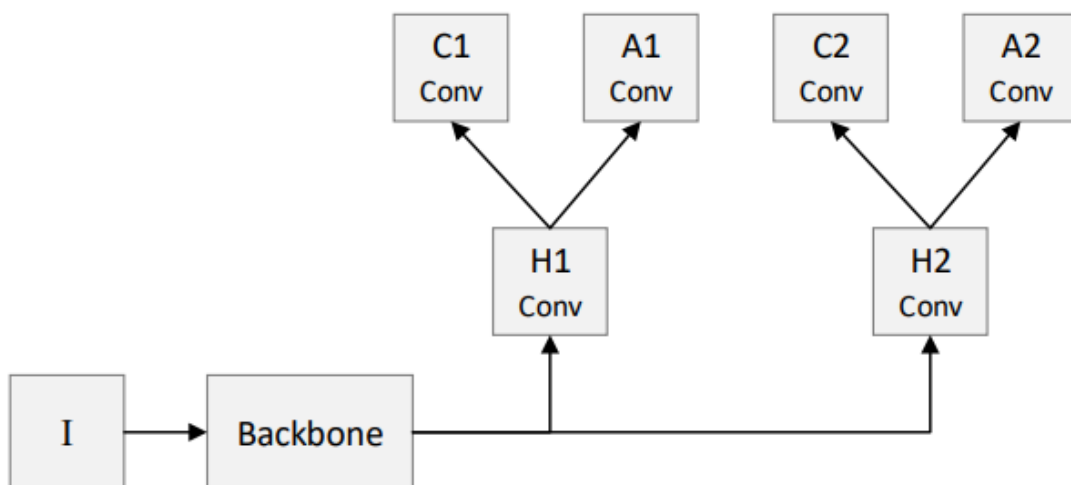 C1
Conv
A1
Conv
C2
Conv
A2
Conv
H1
Conv
H2
Conv
I
Backbone